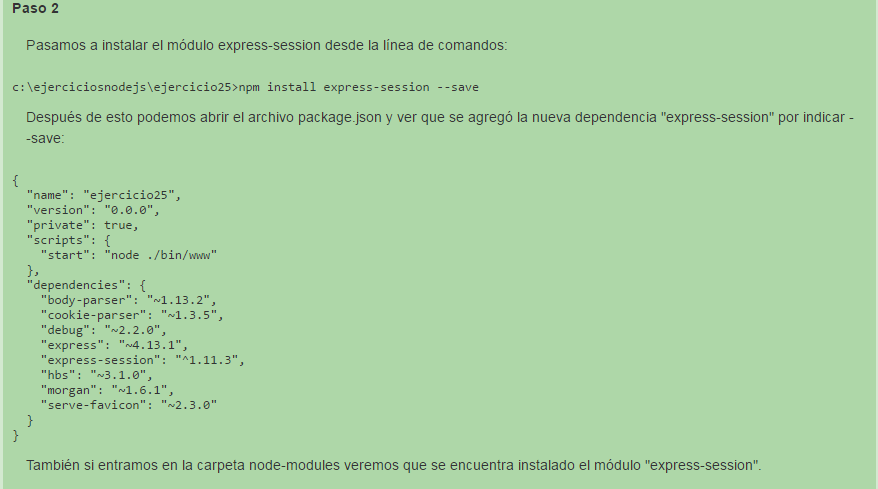 Paso 2
Pasamos a instalar el módulo express-session desde la línea de comandos:
c:\ejerciciosnodejs\ejercicio25>npm install express-session --save
Después de esto podemos abrir el archivo package.json y ver que se agregó la nueva dependencia "express-session" por indicar -
-save:
{
  "name": "ejercicio25",
  "version": "0.0.0",
  "private": true,
  "scripts": {
    "start": "node ./bin/www"
  },
  "dependencies": {
    "body-parser": "~1.13.2",
    "cookie-parser": "~1.3.5",
    "debug": "~2.2.0",
    "express": "~4.13.1",
    "express-session": "^1.11.3",
    "hbs": "~3.1.0",
    "morgan": "~1.6.1",
    "serve-favicon": "~2.3.0"
  }
}
También si entramos en la carpeta node-modules veremos que se encuentra instalado el módulo "express-session".